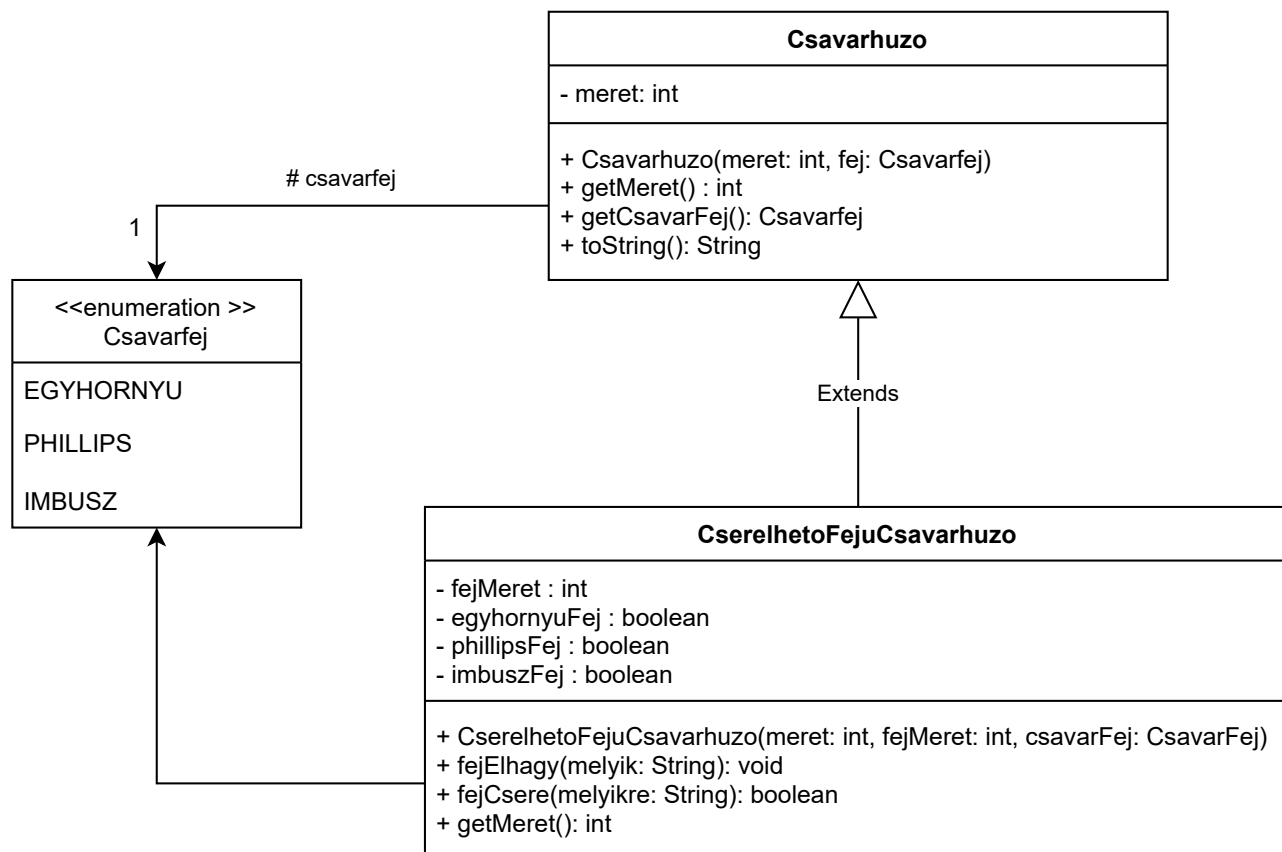 Csavarhuzo
- meret: int
+ Csavarhuzo(meret: int, fej: Csavarfej)
+ getMeret() : int
+ getCsavarFej(): Csavarfej
+ toString(): String
# csavarfej
1
<<enumeration >>
Csavarfej
EGYHORNYU
PHILLIPS
IMBUSZ
Extends
CserelhetoFejuCsavarhuzo
- fejMeret : int
- egyhornyuFej : boolean
- phillipsFej : boolean
- imbuszFej : boolean
+ CserelhetoFejuCsavarhuzo(meret: int, fejMeret: int, csavarFej: CsavarFej)
+ fejElhagy(melyik: String): void
+ fejCsere(melyikre: String): boolean
+ getMeret(): int